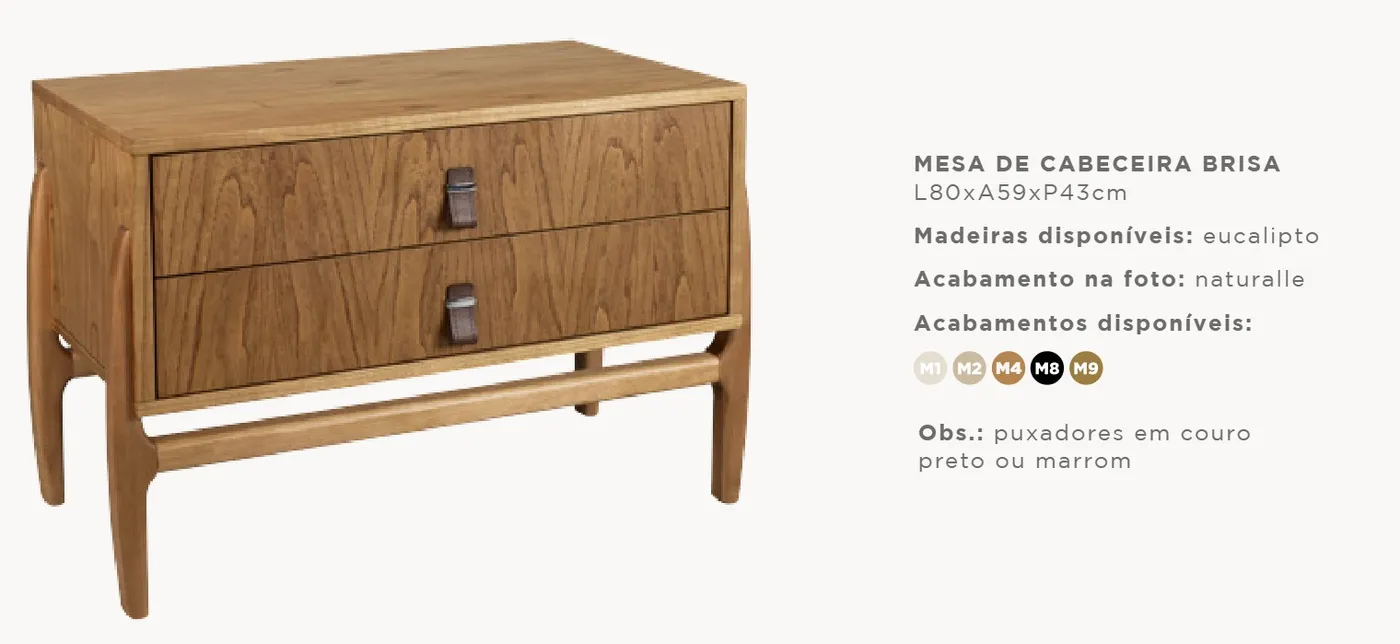 MESA DE CABECEIRA BRISA
L80xA59xP43cm
Madeiras disponíveis: eucalipto
Acabamento na foto: naturalle
Acabamentos disponíveis:
M1 M2 M4 M8 M9
Obs.: puxadores em couro
preto ou marrom